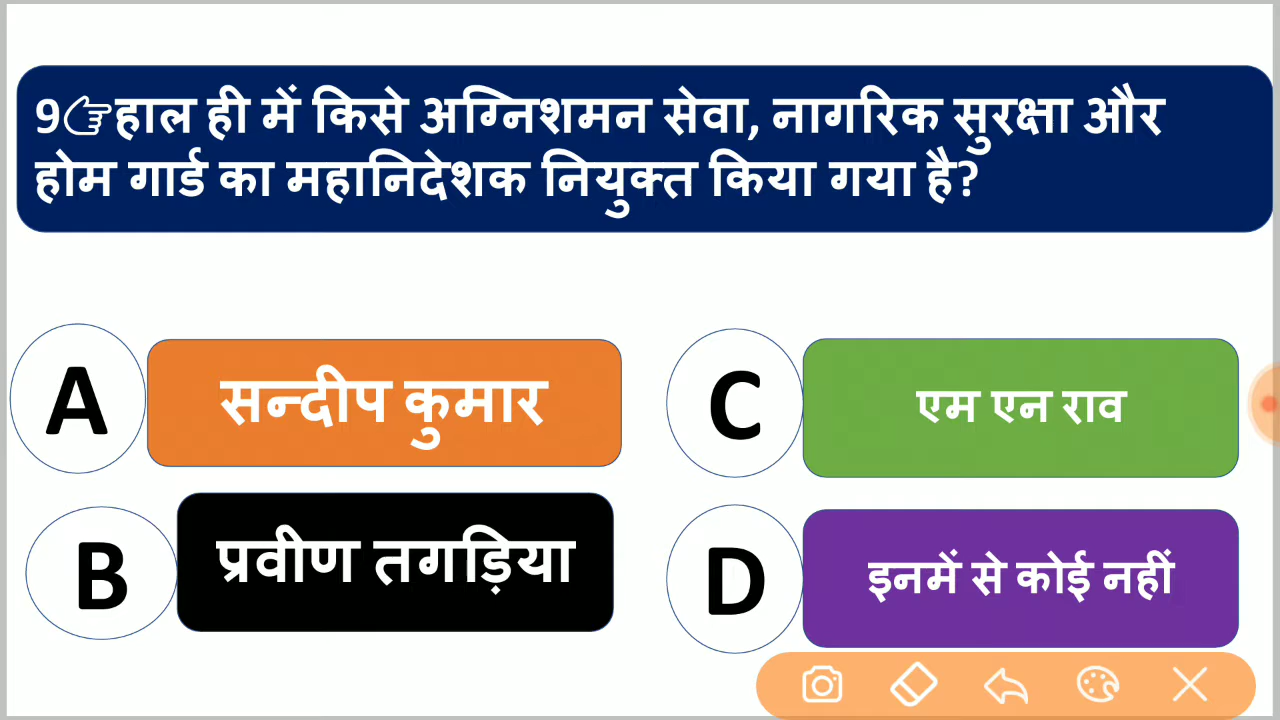 9👉हाल ही में किसे अग्निशमन सेवा, नागरिक सुरक्षा और
होम गार्ड का महानिदेशक नियुक्त किया गया है?
A सन्दीप कुमार
C एम एन राव
B प्रवीण तगड़िया
D इनमें से कोई नहीं